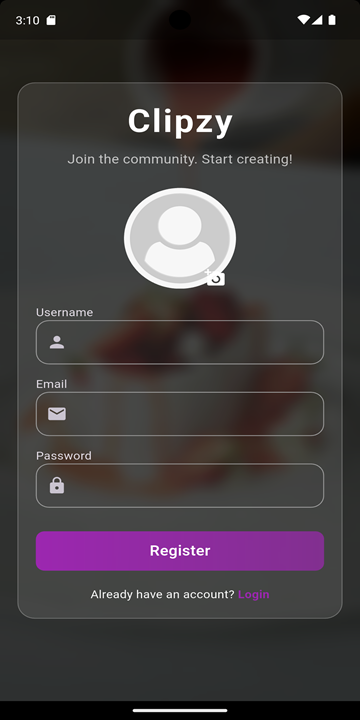 3:10
Clipzy
Join the community. Start creating!
Username
Email
Password
Register
Already have an account? Login